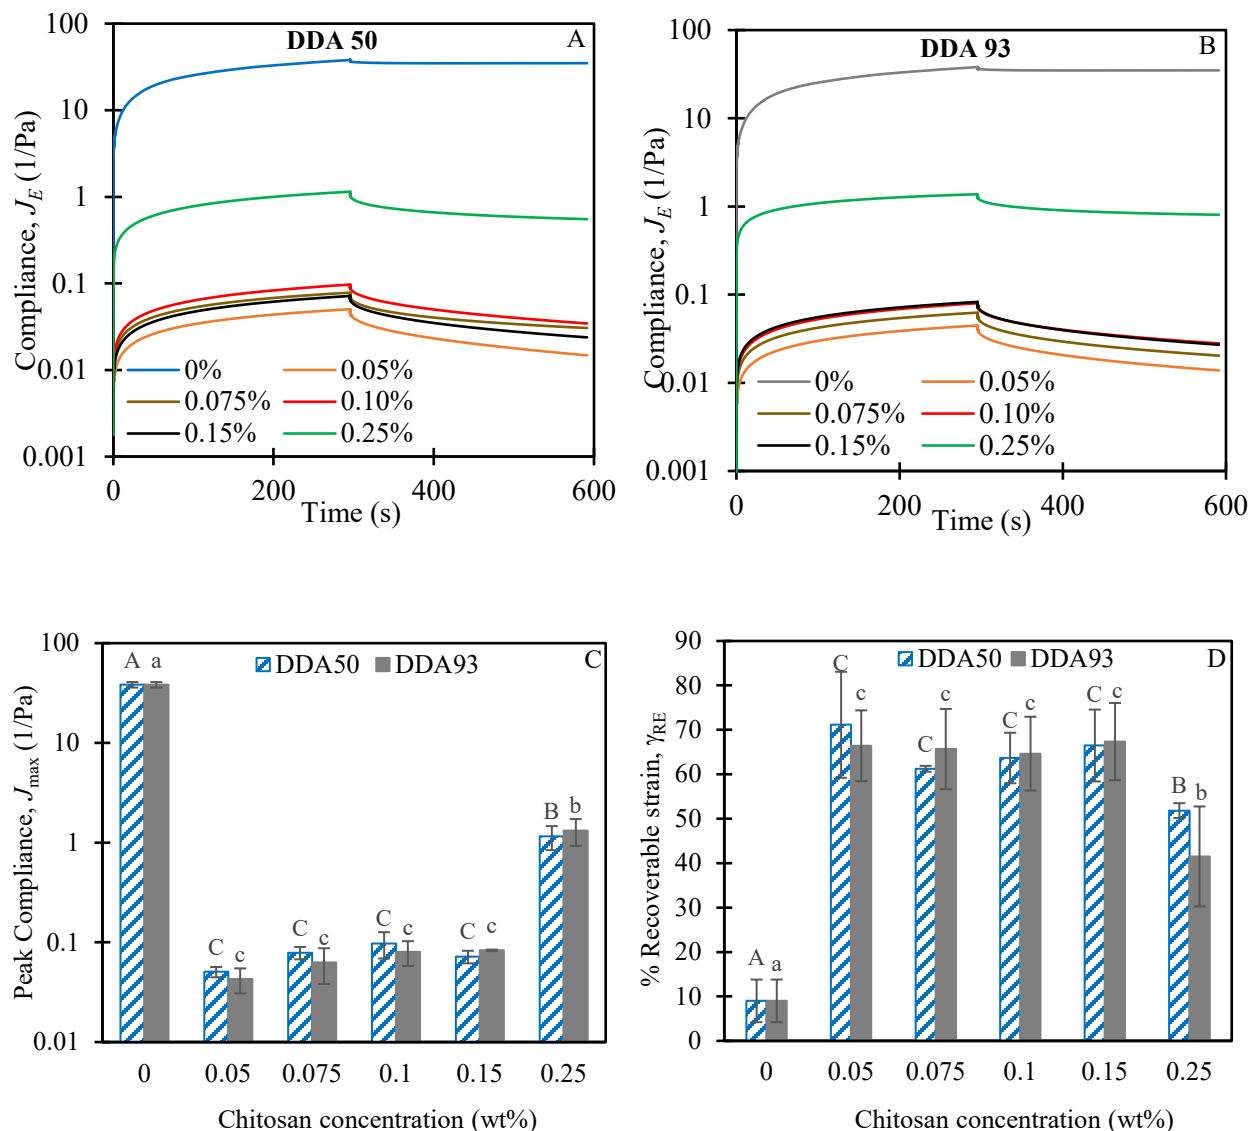 DDA 50
A
Compliance, J_E (1/Pa)
100
10
1
0.1
0.01
0.001
0%
0.05%
0.075%
0.10%
0.15%
0.25%
0
200
400
600
Time (s)
DDA 93
B
Compliance, J_E (1/Pa)
100
10
1
0.1
0.01
0.001
0%
0.05%
0.075%
0.10%
0.15%
0.25%
0
200
400
600
Time (s)
DDA50
DDA93
C
Peak Compliance, J_max (1/Pa)
100
10
1
0.1
0.01
A a
C c
C c
C c
C c
B b
0
0.05
0.075
0.1
0.15
0.25
Chitosan concentration (wt%)
DDA50
DDA93
D
% Recoverable strain, γ_RE
90
80
70
60
50
40
30
20
10
0
A a
C c
C c
C c
C c
B b
0
0.05
0.075
0.1
0.15
0.25
Chitosan concentration (wt%)